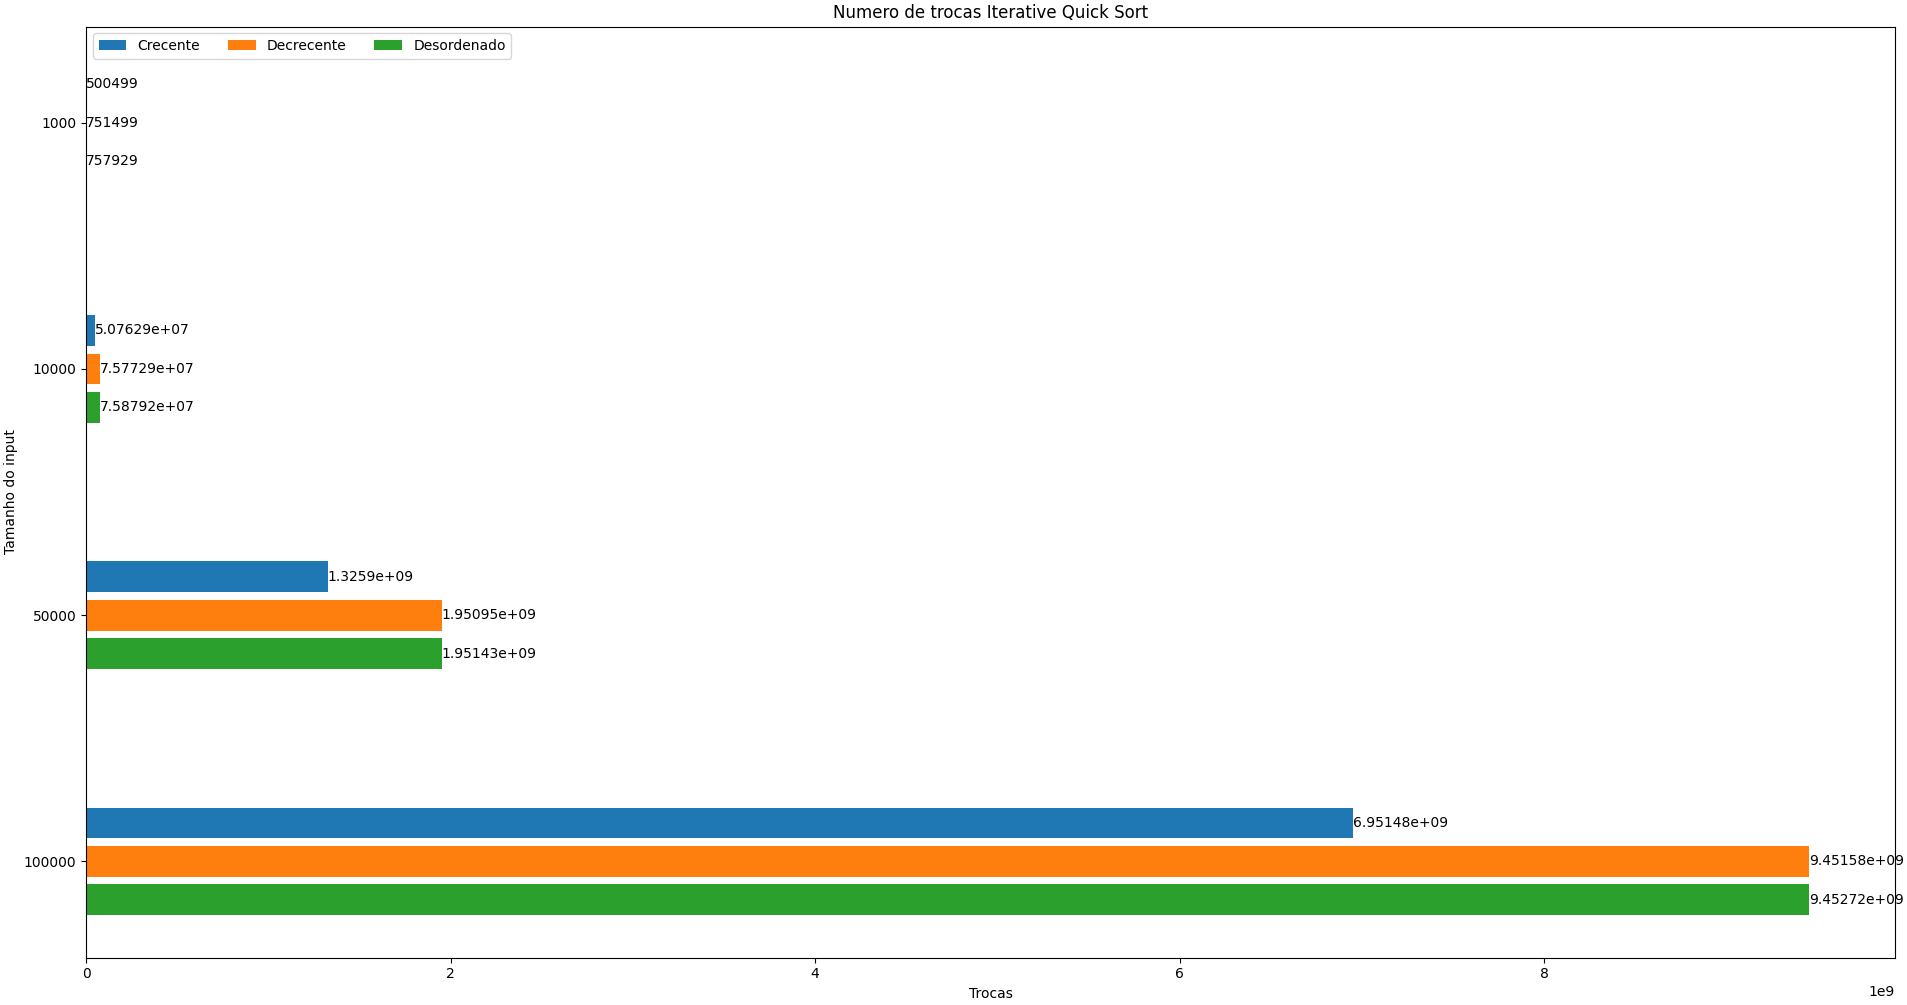 Numero de trocas Iterative Quick Sort
Crecente Decrecente Desordenado
500499
1000 751499
757929
5.07629e+07
10000 7.57729e+07
7.58792e+07
Tamanho do input
1.3259e+09
50000 1.95095e+09
1.95143e+09
6.95148e+09
100000 9.45158e+09
9.45272e+09
0 2 4 6 8
Trocas
1e9